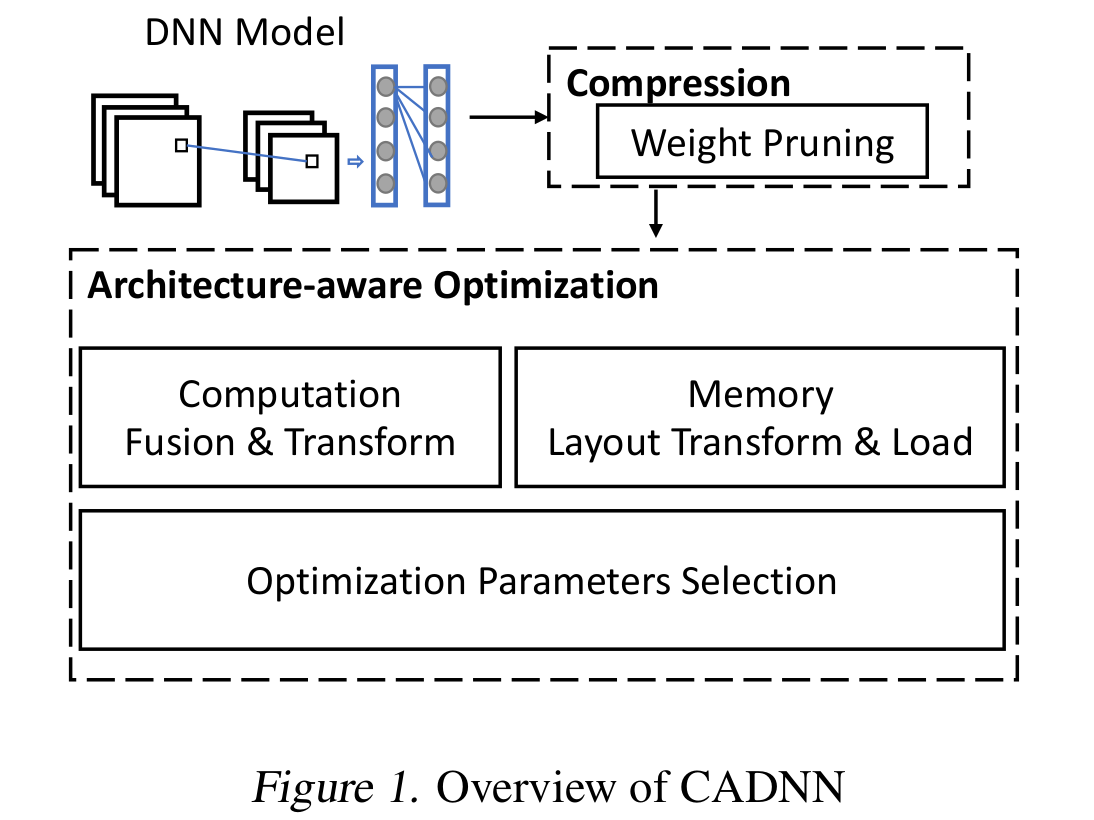 DNN Model
Compression
Weight Pruning
Architecture-aware Optimization
Computation
Fusion & Transform
Memory
Layout Transform & Load
Optimization Parameters Selection
Figure 1. Overview of CADNN